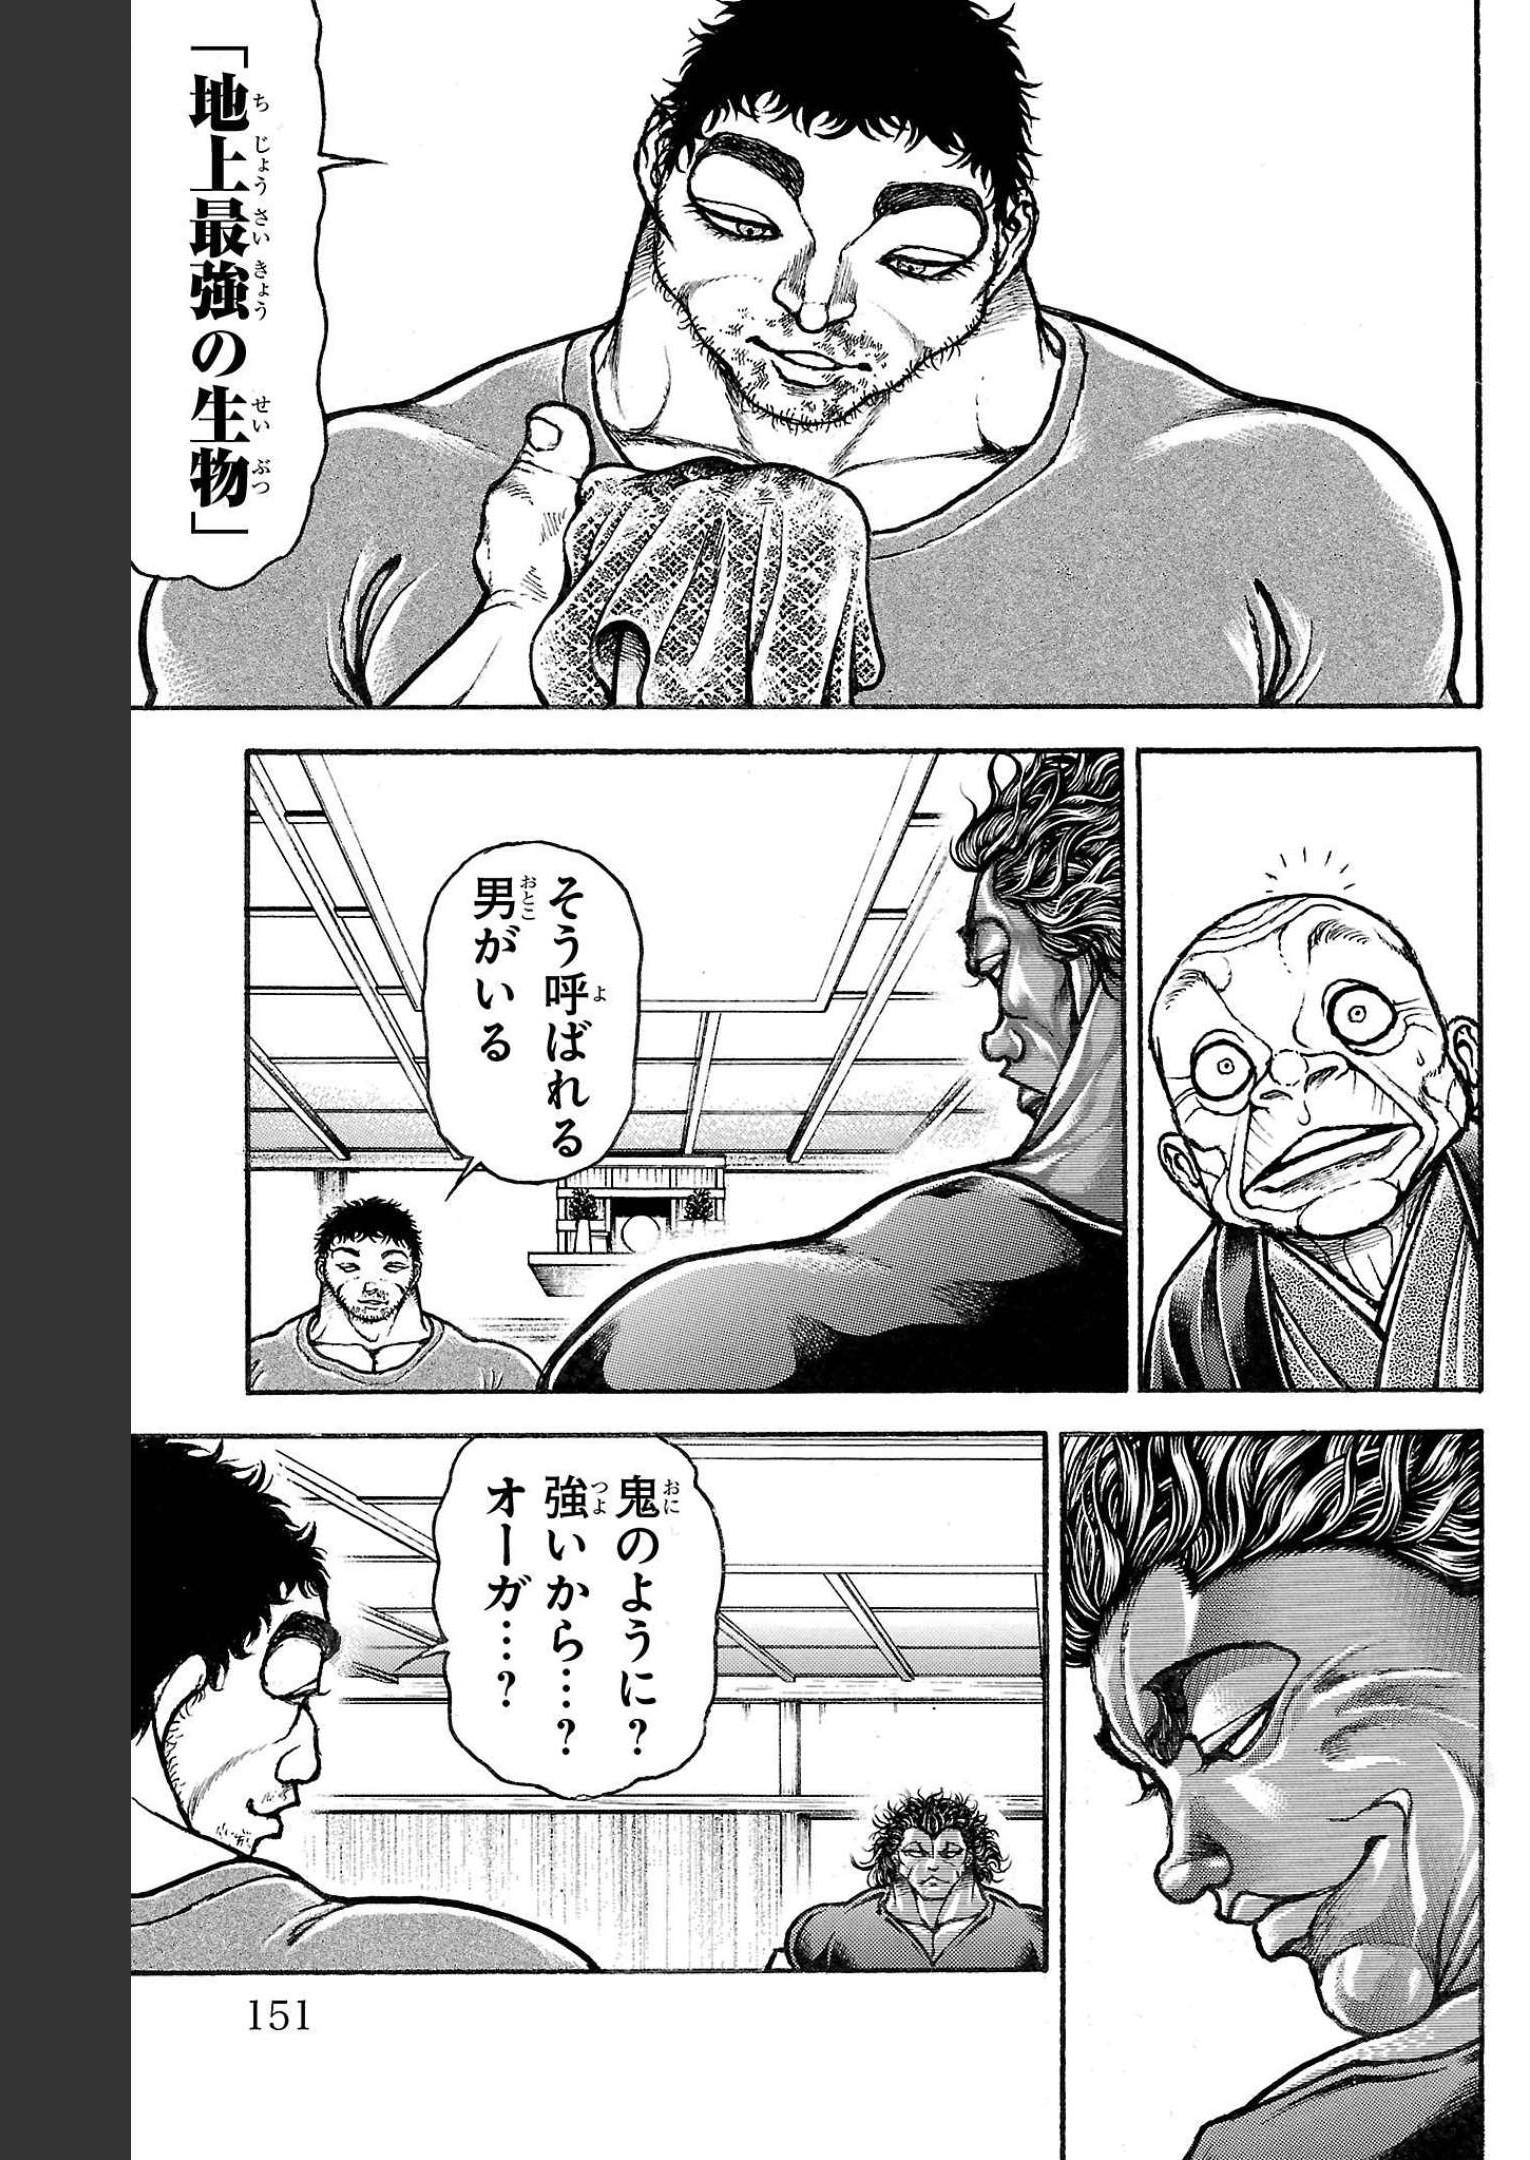 「地上最強の生物」
そう呼ばれる
男がいる
鬼のように?
強いから…?
オーガ…?
151